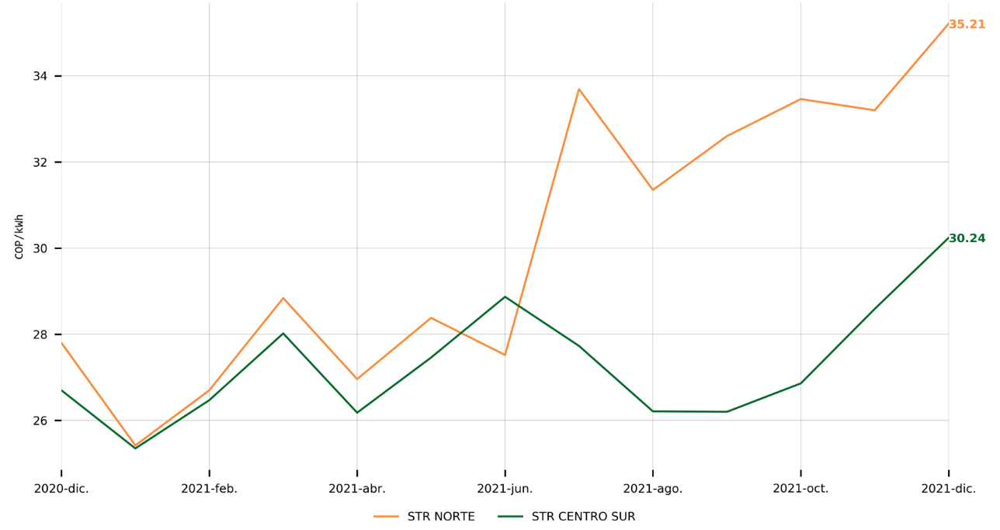 35.21
34
32
COP/kWh
30
30.24
28
26
2020-dic.
2021-feb.
2021-abr.
2021-jun.
2021-ago.
2021-oct.
2021-dic.
STR NORTE
STR CENTRO SUR